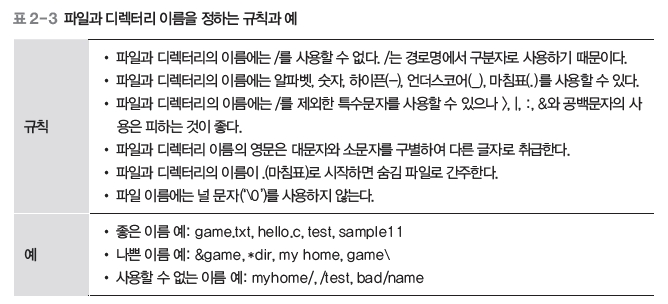 표 2-3 파일과 디렉터리 이름을 정하는 규칙과 예
규칙
• 파일과 디렉터리의 이름에는 /를 사용할 수 없다. /는 경로명에서 구분자로 사용하기 때문이다.
• 파일과 디렉터리의 이름에는 알파벳, 숫자, 하이픈(-), 언더스코어(_), 마침표(.)를 사용할 수 있다.
• 파일과 디렉터리의 이름에는 /를 제외한 특수문자를 사용할 수 있으나 >, |, :, &와 공백문자의 사
용은 피하는 것이 좋다.
• 파일과 디렉터리 이름의 영문은 대문자와 소문자를 구별하여 다른 글자로 취급한다.
• 파일과 디렉터리의 이름이 .(마침표)로 시작하면 숨김 파일로 간주한다.
• 파일 이름에는 널 문자('\0')를 사용하지 않는다.
예
• 좋은 이름 예: game.txt, hello.c, test, sample11
• 나쁜 이름 예: &game, *dir, my home, game\
• 사용할 수 없는 이름 예: myhome/, /test, bad/name